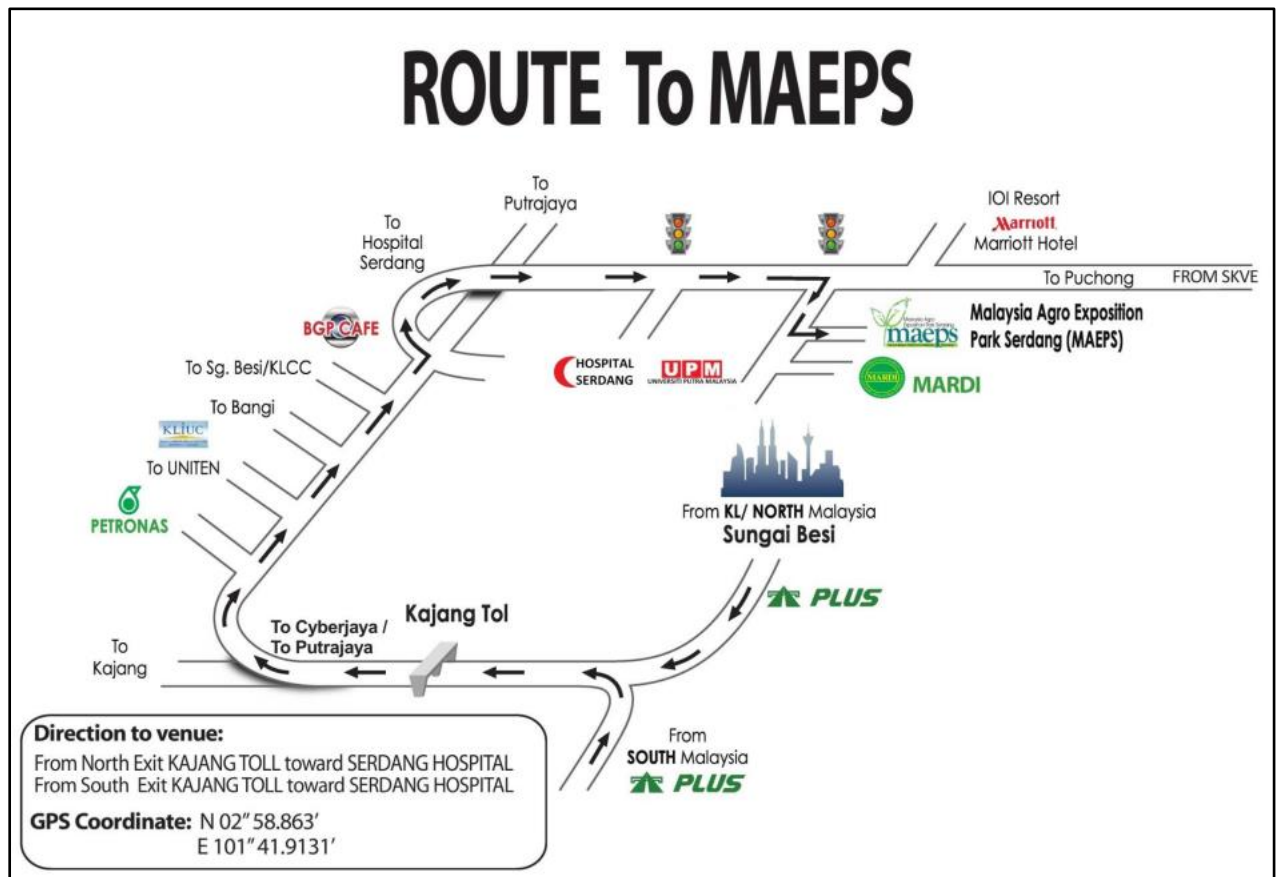 ROUTE To MAEPS
To
Putrajaya
To
Hospital
Serdang
IOI Resort
Marriott
Marriott Hotel
To Puchong
FROM SKVE
BGP CAFE
maeps
Malaysia Agro Exposition
Park Serdang (MAEPS)
HOSPITAL
SERDANG
UPM
UNIVERSITI PUTRA MALAYSIA
MARDI
MARDI
To Sg. Besi/KLCC
To Bangi
KLIUC
To UNITEN
PETRONAS
From KL/ NORTH Malaysia
Sungai Besi
PLUS
Kajang Tol
To Cyberjaya /
To Putrajaya
To
Kajang
From
SOUTH Malaysia
PLUS
Direction to venue:
From North Exit KAJANG TOLL toward SERDANG HOSPITAL
From South Exit KAJANG TOLL toward SERDANG HOSPITAL
GPS Coordinate: N 02" 58.863'
E 101" 41.9131'